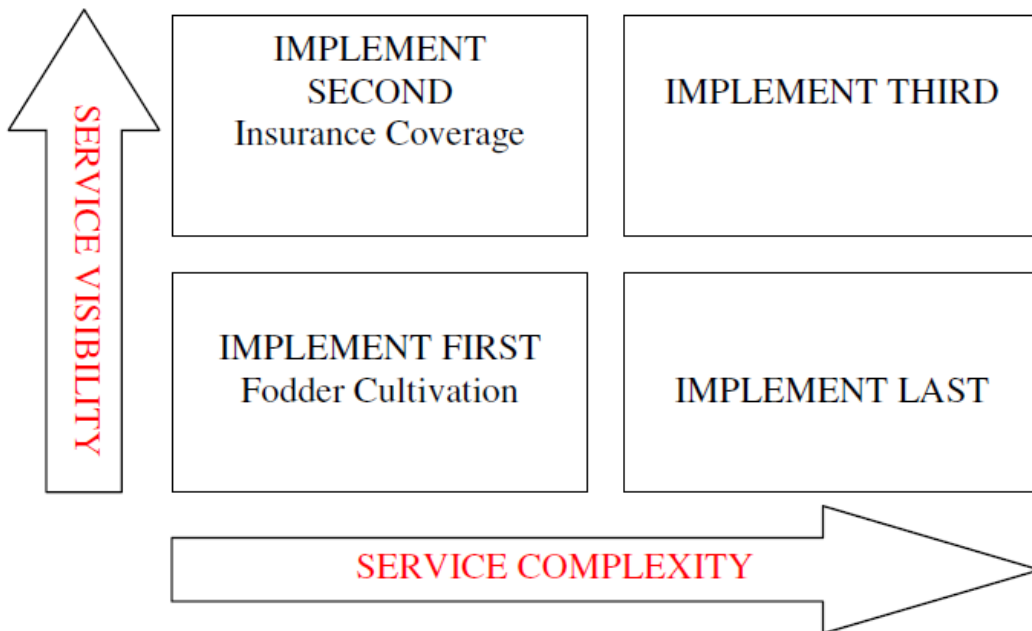 SERVICE VISIBILITY
IMPLEMENT
SECOND
Insurance Coverage
IMPLEMENT THIRD
IMPLEMENT FIRST
Fodder Cultivation
IMPLEMENT LAST
SERVICE COMPLEXITY